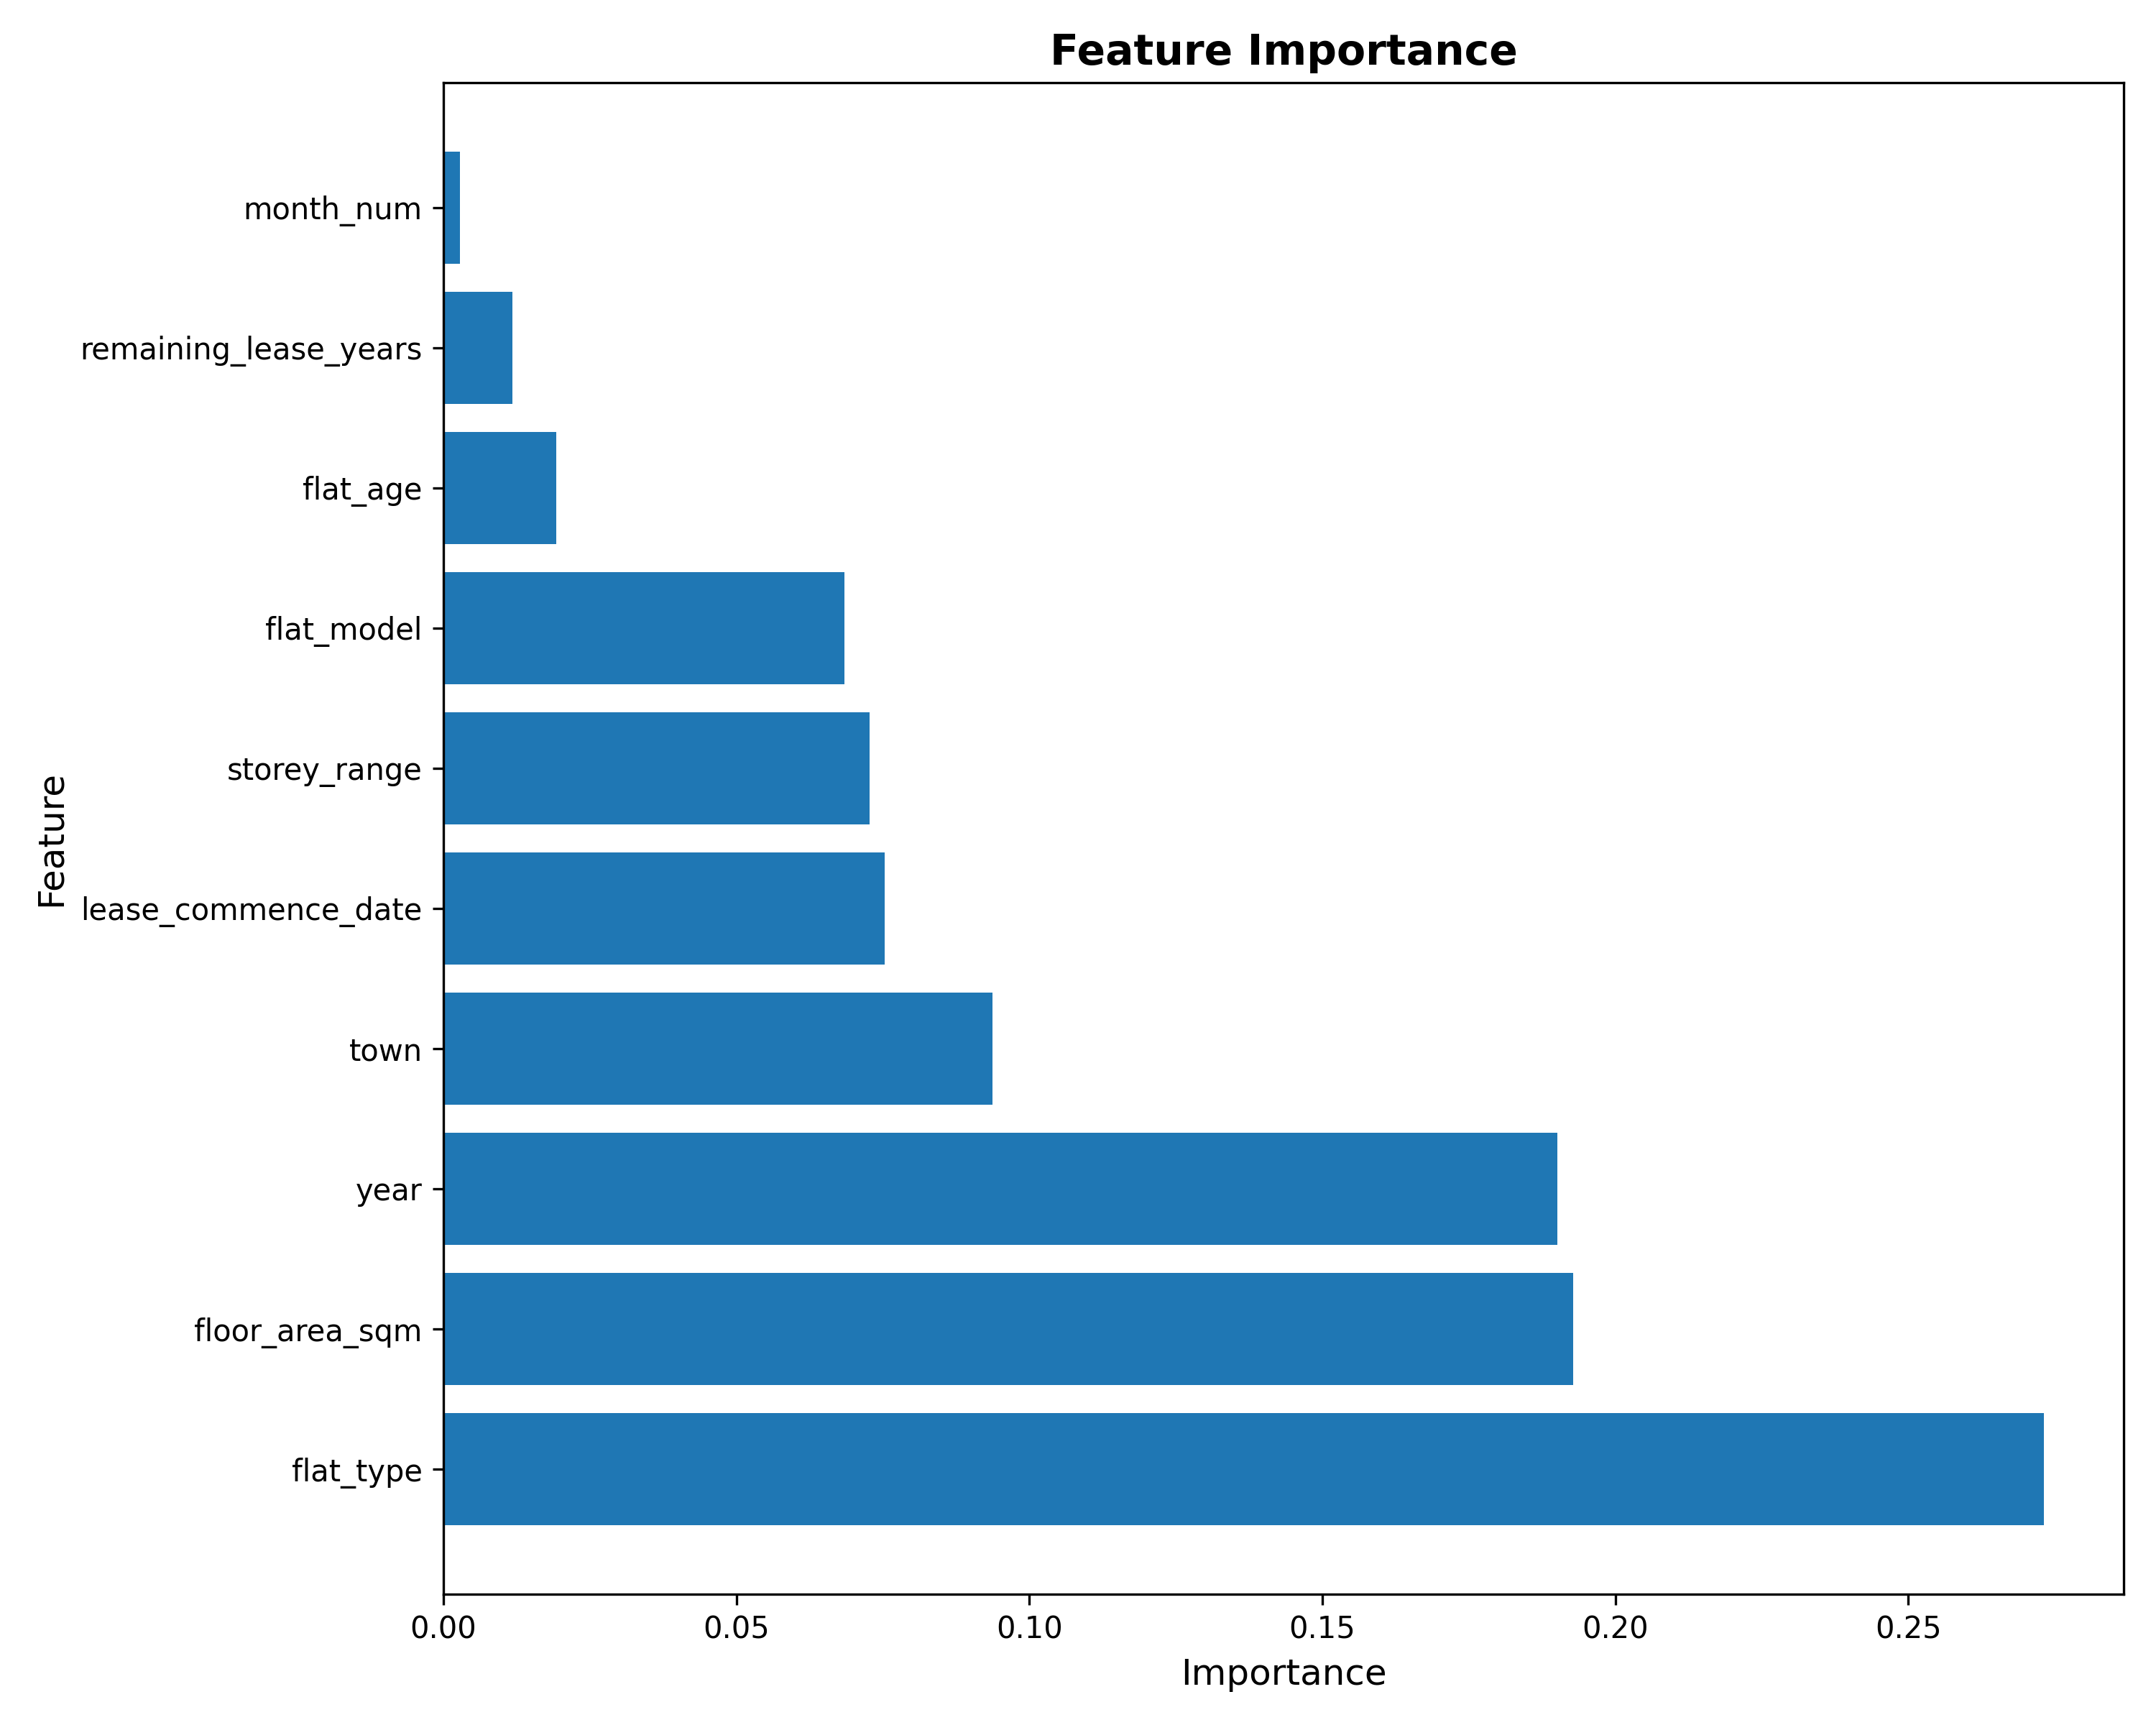 Feature Importance
month_num
remaining_lease_years
flat_age
flat_model
storey_range
lease_commence_date
town
year
floor_area_sqm
flat_type
Feature
0.00 0.05 0.10 0.15 0.20 0.25
Importance